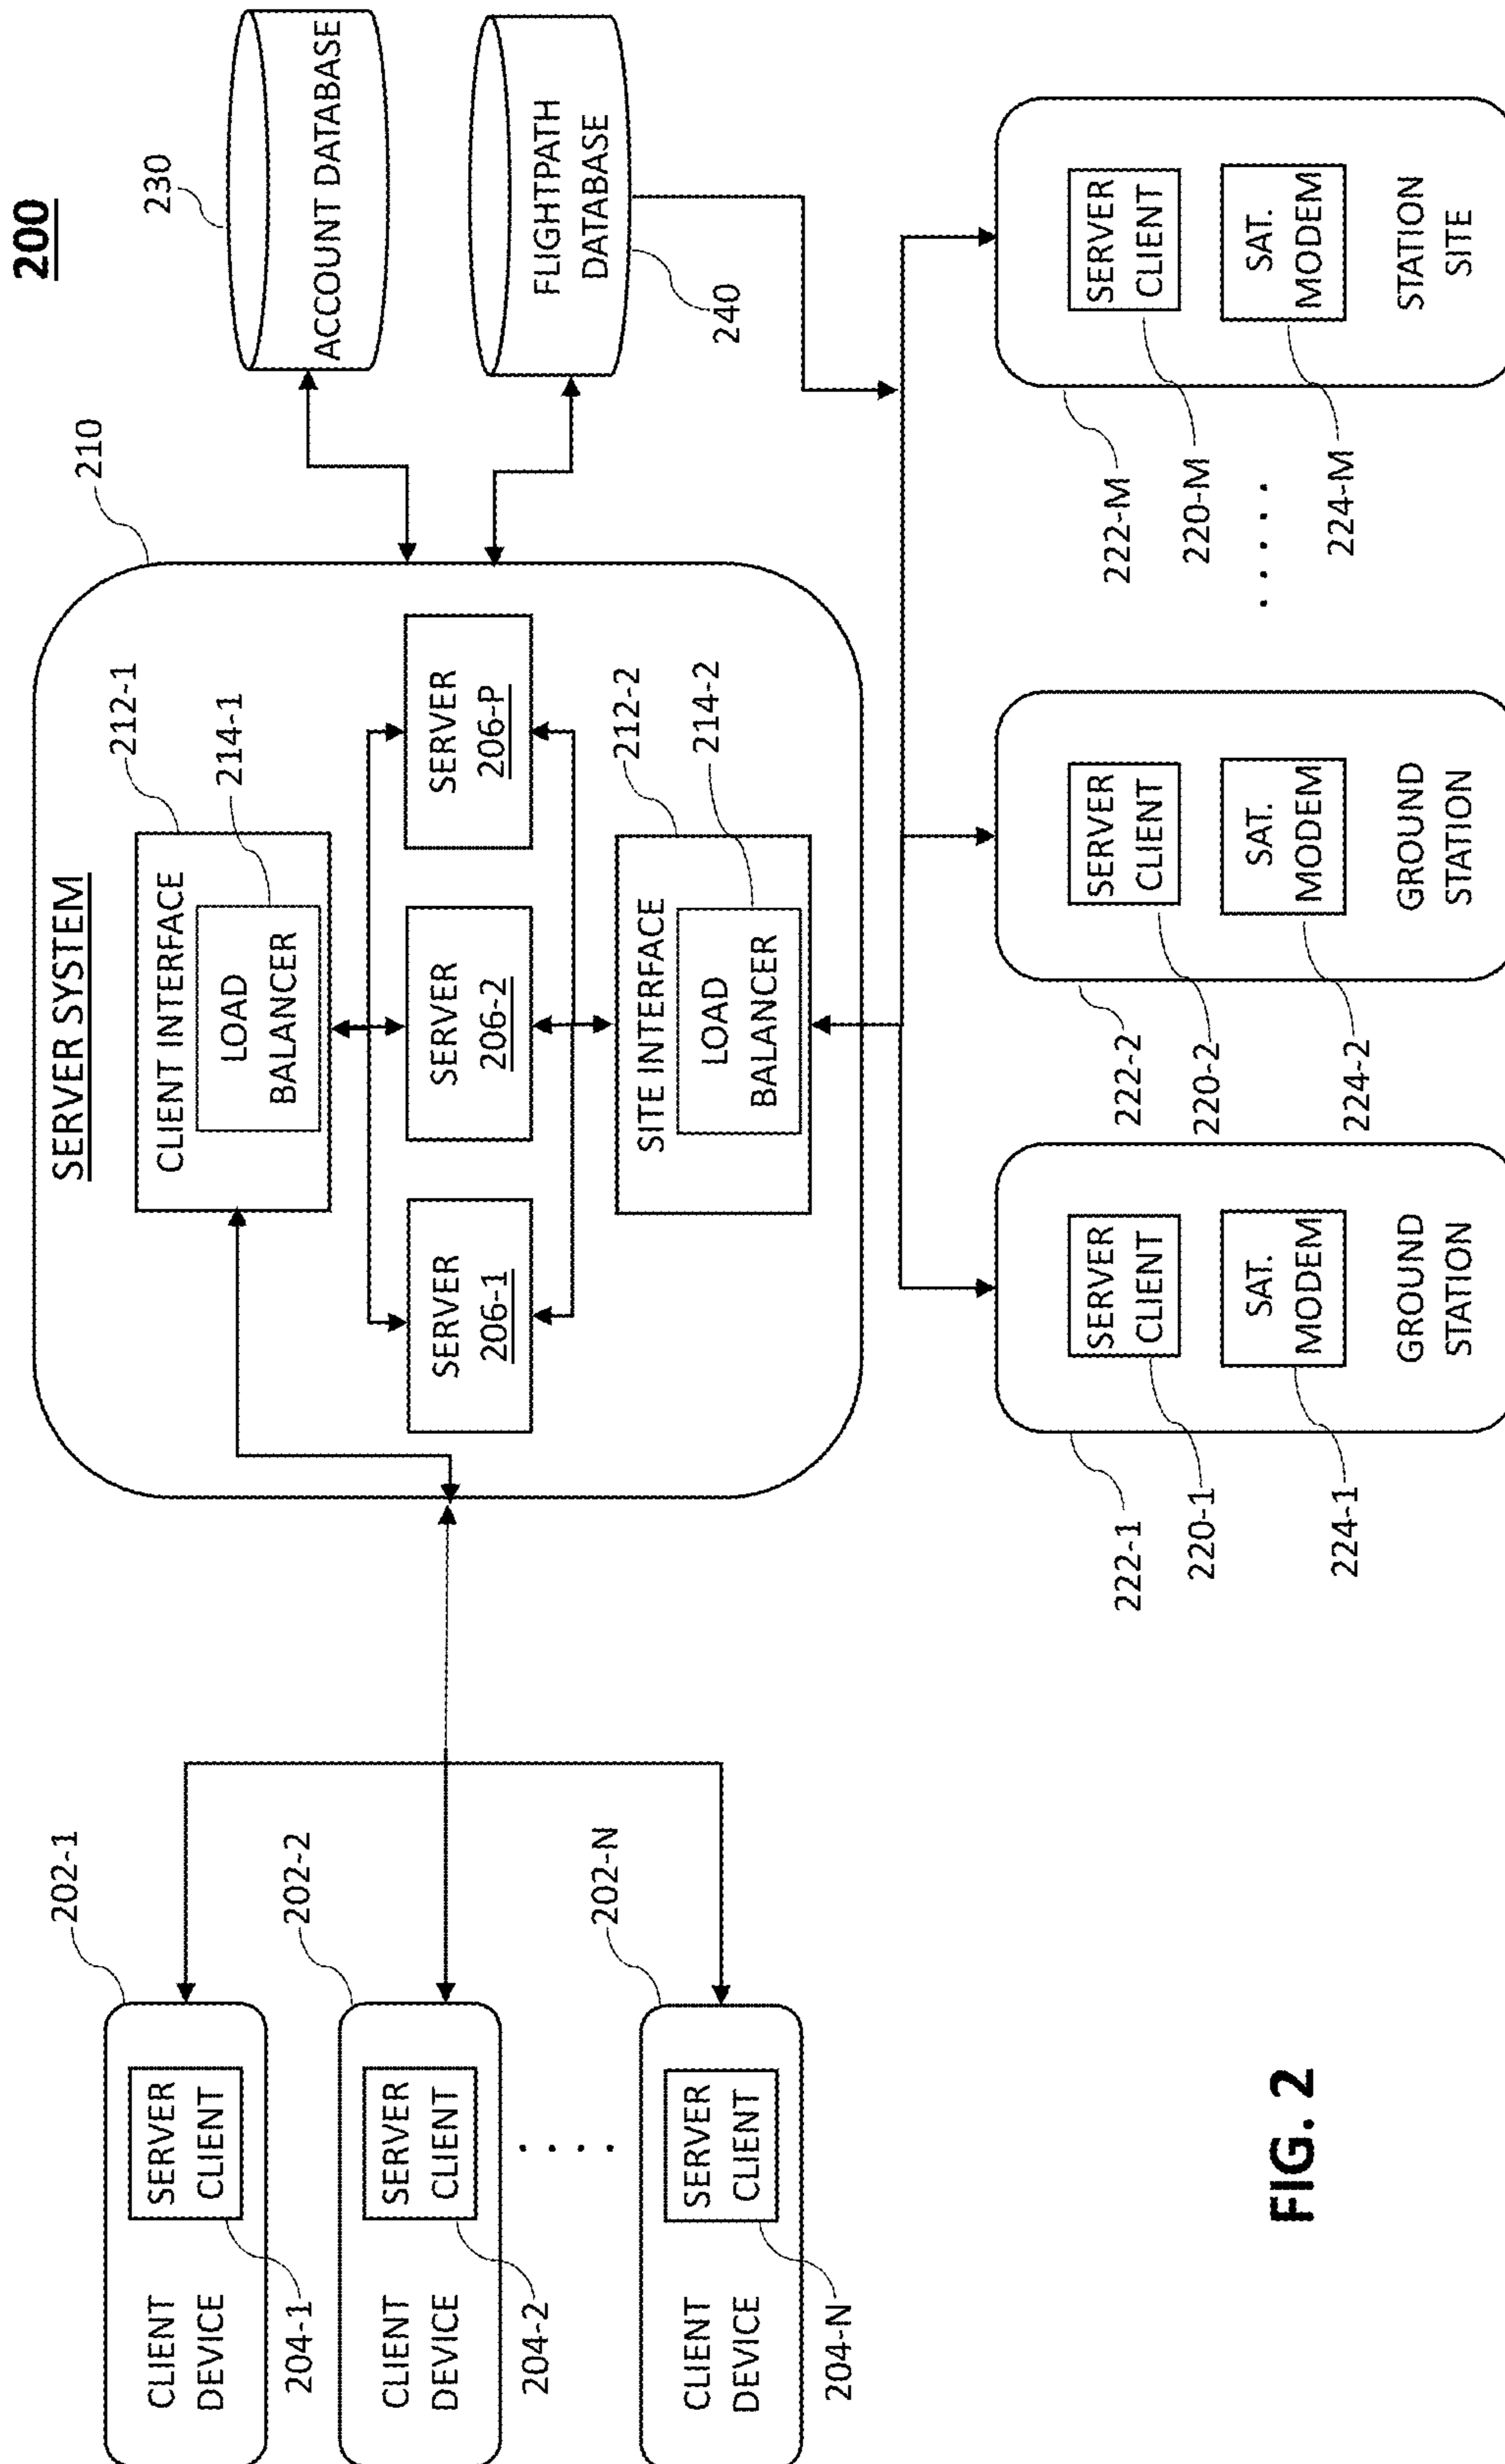 200
202-1
CLIENT
DEVICE
SERVER
CLIENT
204-1
202-2
CLIENT
DEVICE
SERVER
CLIENT
204-2
. . . .
202-N
CLIENT
DEVICE
SERVER
CLIENT
204-N
210
SERVER SYSTEM
212-1
CLIENT INTERFACE
214-1
LOAD
BALANCER
SERVER
206-1
SERVER
206-2
SERVER
206-P
212-2
SITE INTERFACE
214-2
LOAD
BALANCER
230
ACCOUNT DATABASE
FLIGHTPATH
DATABASE
240
222-1
SERVER
CLIENT
220-1
SAT.
MODEM
224-1
GROUND
STATION
222-2
SERVER
CLIENT
220-2
SAT.
MODEM
224-2
GROUND
STATION
. . . . .
222-M
SERVER
CLIENT
220-M
SAT.
MODEM
224-M
STATION
SITE
FIG. 2